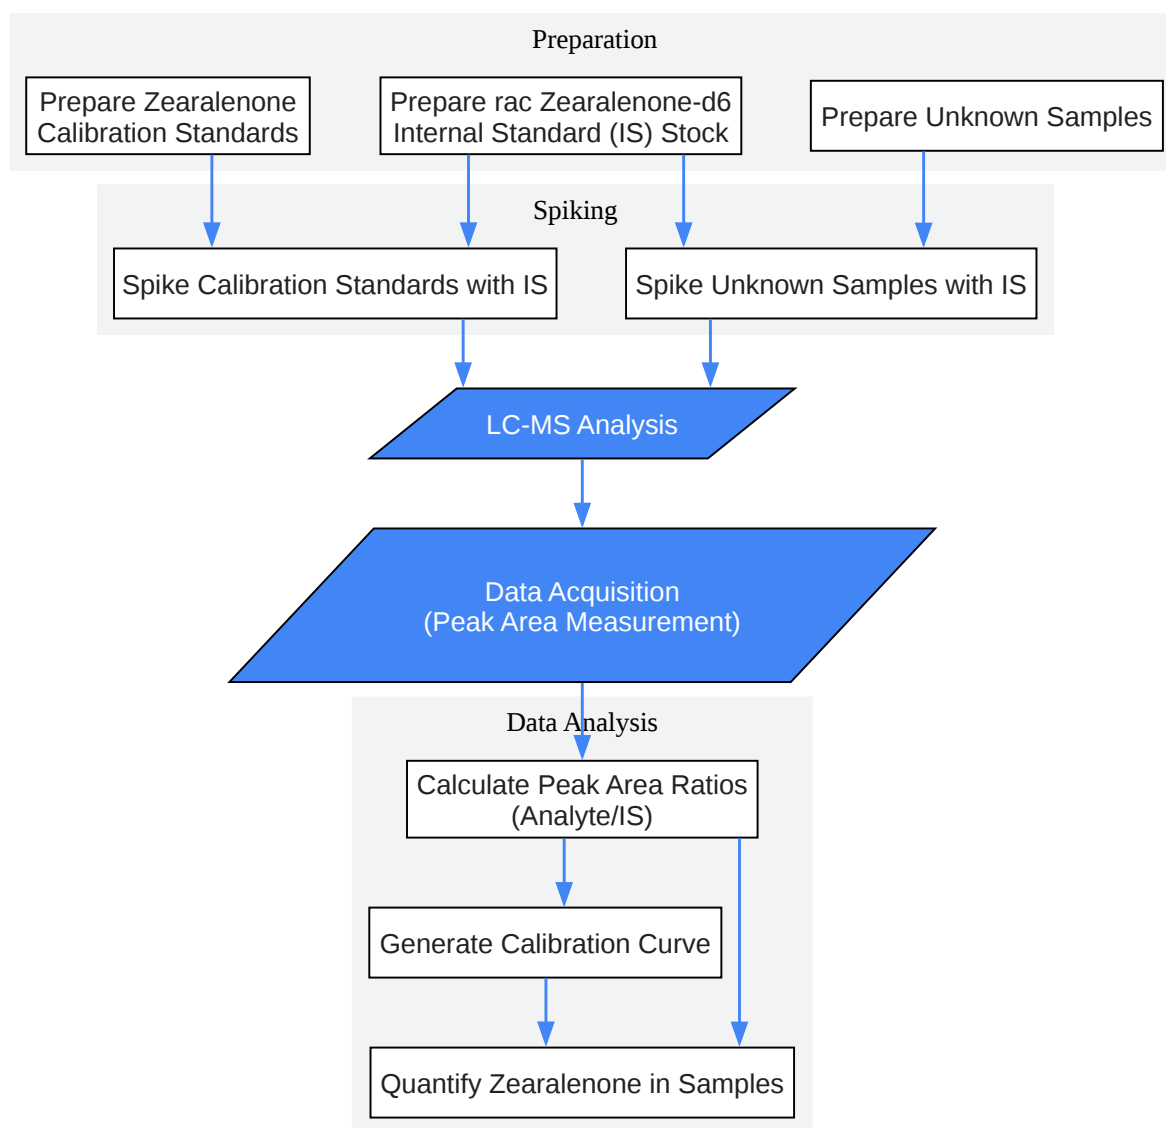 Preparation
Prepare Zearalenone
Calibration Standards
Prepare rac Zearalenone-d6
Internal Standard (IS) Stock
Prepare Unknown Samples
Spiking
Spike Calibration Standards with IS
Spike Unknown Samples with IS
LC-MS Analysis
Data Acquisition
(Peak Area Measurement)
Data Analysis
Calculate Peak Area Ratios
(Analyte/IS)
Generate Calibration Curve
Quantify Zearalenone in Samples